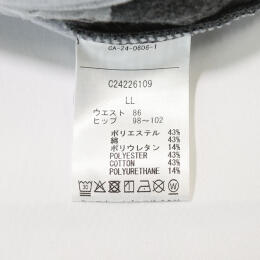 CA-24-0606-1
C24226109
LL
ウエスト 86
ヒップ 98～102
ポリエステル 43%
綿 43%
ポリウレタン 14%
POLYESTER 43%
COTTON 43%
POLYURETHANE 14%